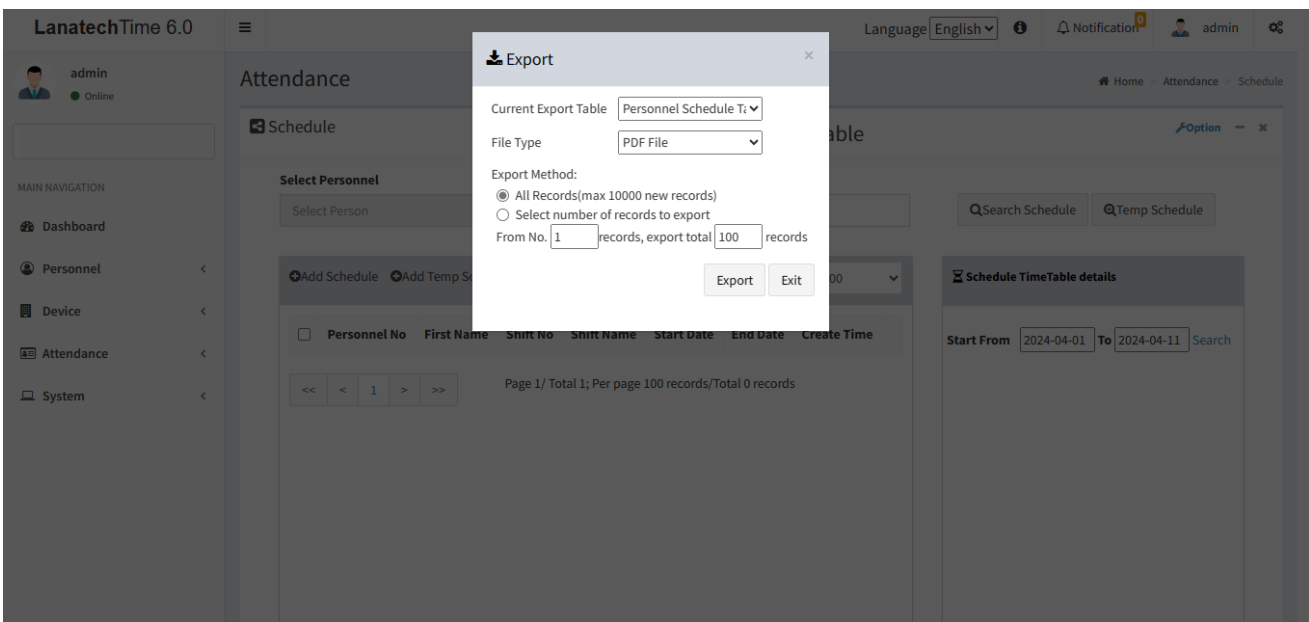 LanatechTime 6.0
Language English 0 Notification admin
admin
Online
Attendance
Home > Attendance > Schedule
Export ×
Current Export Table Personnel Schedule Ta
File Type PDF File
Export Method:
All Records(max 10000 new records)
Select number of records to export
From No. 1 records, export total 100 records
Export Exit
Schedule
able
Option
MAIN NAVIGATION
Dashboard
Personnel
Device
Attendance
System
Select Personnel
Select Person
Search Schedule Temp Schedule
Add Schedule Add Temp Sc 00
Schedule TimeTable details
Personnel No First Name Shift No Shift Name Start Date End Date Create Time
Start From 2024-04-01 To 2024-04-11 Search
<< < 1 > >> Page 1/ Total 1; Per page 100 records/Total 0 records